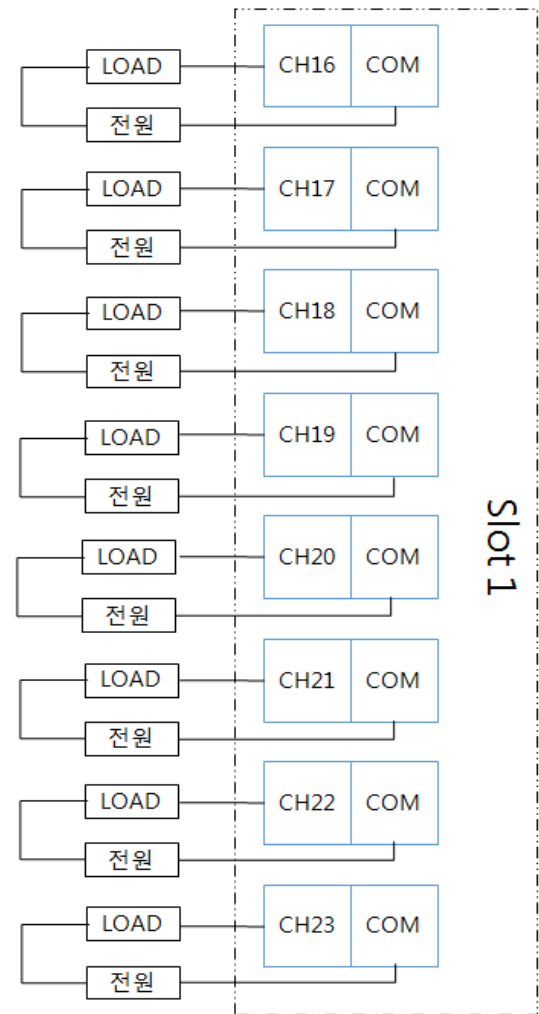 LOAD CH16 COM
전원
LOAD CH17 COM
전원
LOAD CH18 COM
전원
LOAD CH19 COM
전원
Slot 1
LOAD CH20 COM
전원
LOAD CH21 COM
전원
LOAD CH22 COM
전원
LOAD CH23 COM
전원